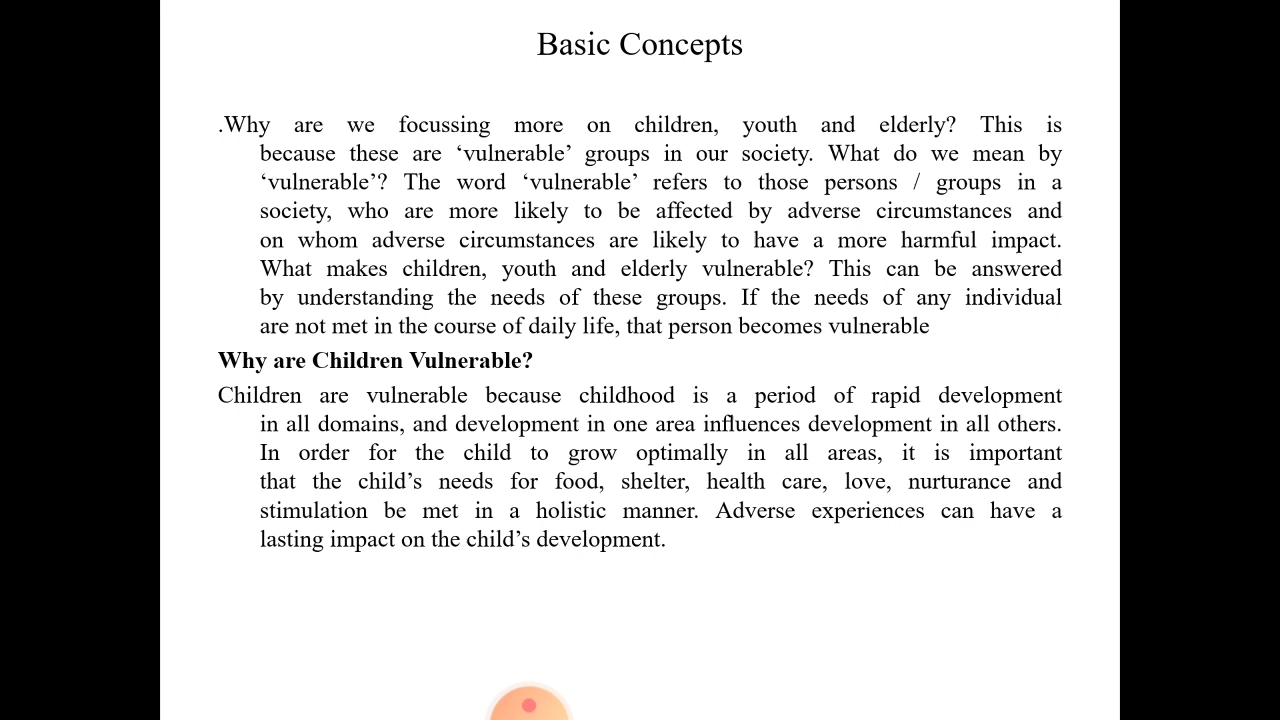 Basic Concepts
.Why are we focussing more on children, youth and elderly? This is
because these are ‘vulnerable’ groups in our society. What do we mean by
‘vulnerable’? The word ‘vulnerable’ refers to those persons / groups in a
society, who are more likely to be affected by adverse circumstances and
on whom adverse circumstances are likely to have a more harmful impact.
What makes children, youth and elderly vulnerable? This can be answered
by understanding the needs of these groups. If the needs of any individual
are not met in the course of daily life, that person becomes vulnerable
Why are Children Vulnerable?
Children are vulnerable because childhood is a period of rapid development
in all domains, and development in one area influences development in all others.
In order for the child to grow optimally in all areas, it is important
that the child’s needs for food, shelter, health care, love, nurturance and
stimulation be met in a holistic manner. Adverse experiences can have a
lasting impact on the child’s development.